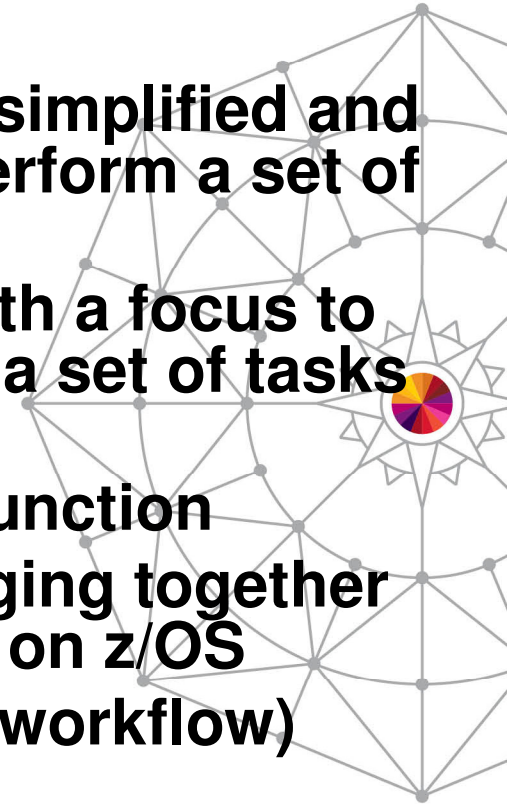 simplified and
erform a set of
th a focus to
a set of tasks
unction
ging together
on z/OS
workflow)